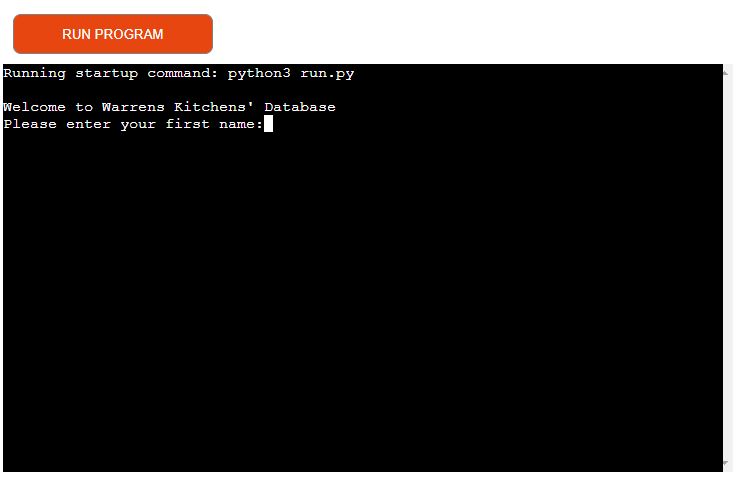 RUN PROGRAM
Running startup command: python3 run.py
Welcome to Warrens Kitchens' Database
Please enter your first name: